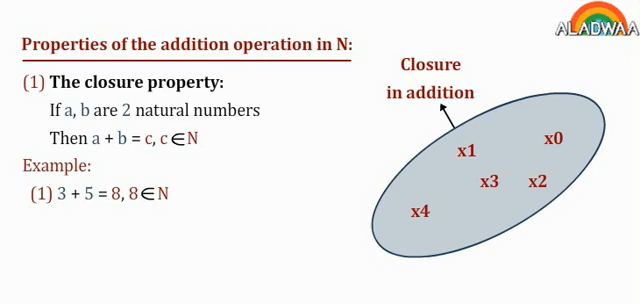 ALADWAA
Properties of the addition operation in N:
(1) The closure property:
If a, b are 2 natural numbers
Then a + b = c, c ∈ N
Example:
(1) 3 + 5 = 8, 8 ∈ N
Closure
in addition
x1
x0
x3
x2
x4